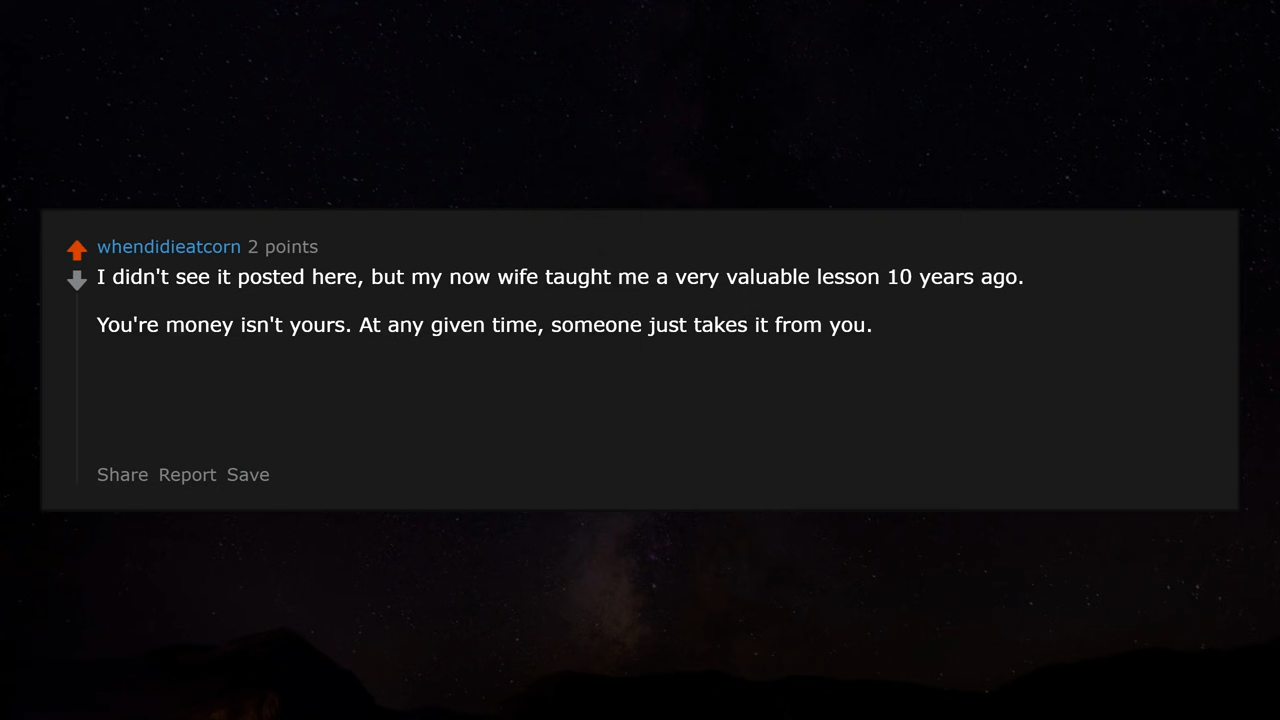 whendidieatcorn 2 points
I didn't see it posted here, but my now wife taught me a very valuable lesson 10 years ago.
You're money isn't yours. At any given time, someone just takes it from you.
Share Report Save